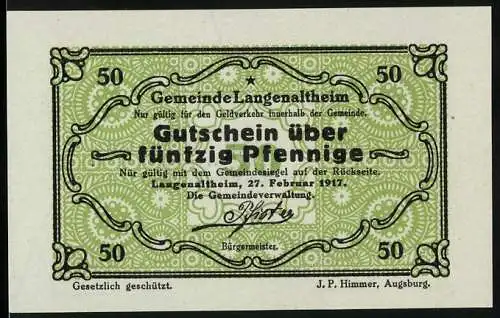 50 50
Gemeinde Langenaltheim
Nur gültig für den Geldverkehr innerhalb der Gemeinde.
Gutschein über
fünfzig Pfennige
Nur gültig mit dem Gemeindesiegel auf der Rückseite.
Langenaltheim, 27. Februar 1917.
Die Gemeindeverwaltung.
Bürgermeister.
50 50
Gesetzlich geschützt. J. P. Himmer, Augsburg.